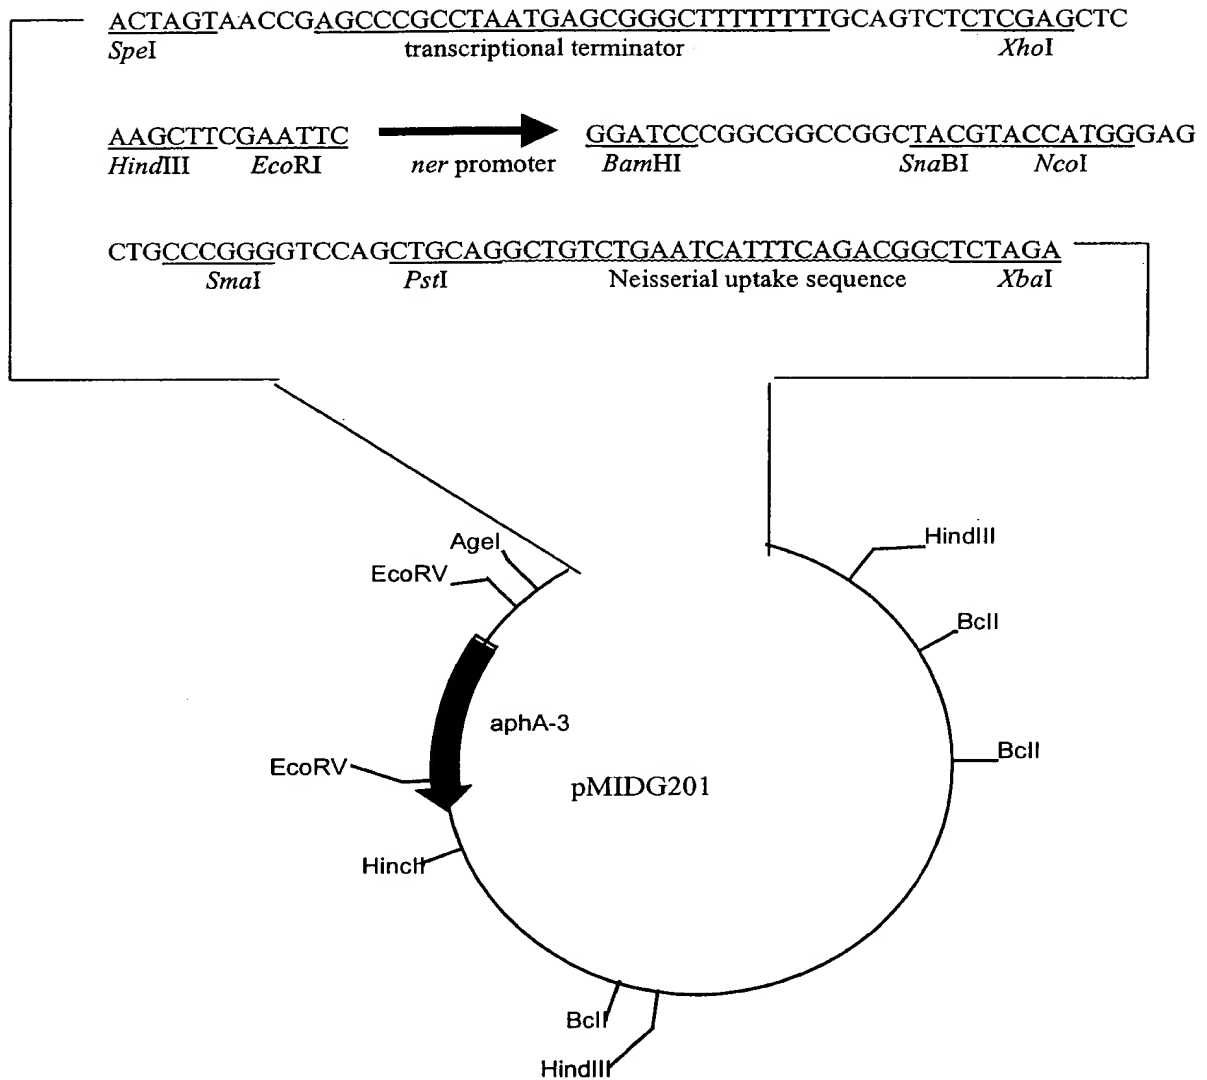 ACTAGTAACCGAGCCCGCCTAATGAGCGGGCTTTTTTTTTGCAGTCTCTCGAGCTC
SpeI transcriptional terminator XhoI
AAGCTTCGAATTC GGATCCCGGCGGCCGGCTACGTACCATGGGAG
HindIII EcoRI ner promoter BamHI SnaBI NcoI
CTGCCCGGGGTCCAGCTGCAGGCTGTCTGAATCATTTCAGACGGCTCTAGA
SmaI PstI Neisserial uptake sequence XbaI
AgeI HindIII
EcoRV
BclI
aphA-3
EcoRV BclI
pMIDG201
HincII
BclI
HindIII